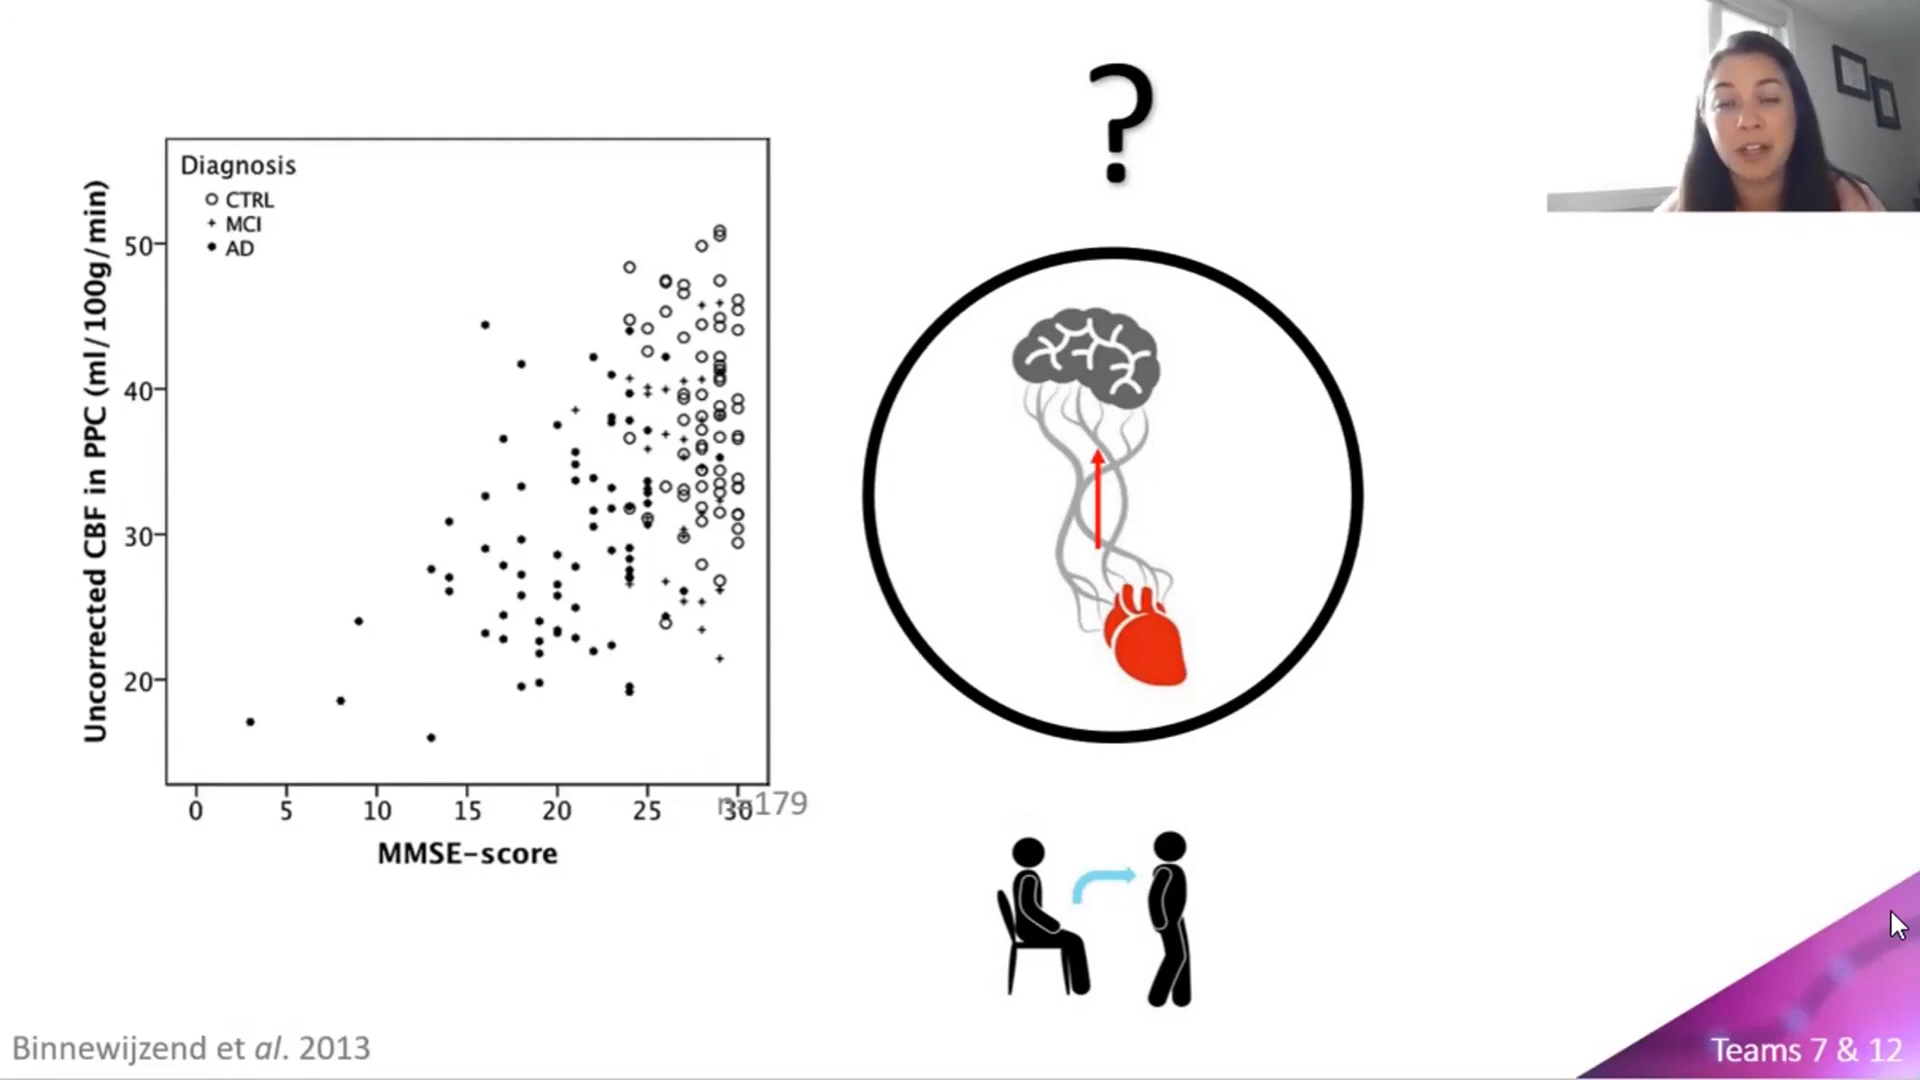 ?
Diagnosis
CTRL
MCI
AD
Uncorrected CBF in PPC (ml/100g/min)
50
40
30
20
0 5 10 15 20 25 30
n=179
MMSE-score
Binnewijzend et al. 2013
Teams 7 & 12